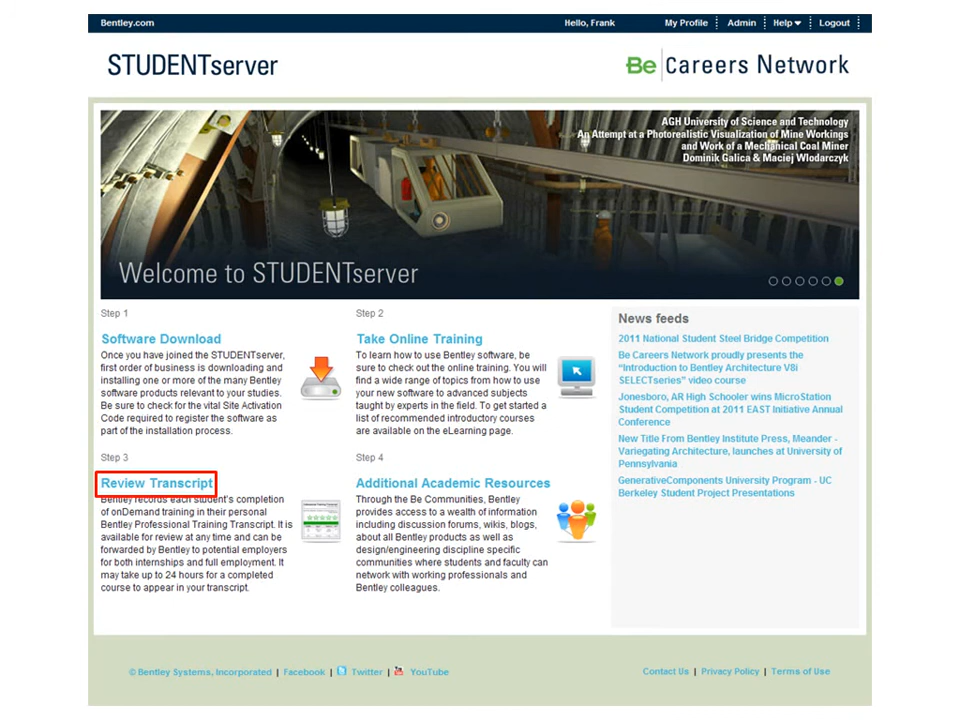 Bentley.com
Hello, Frank
My Profile
Admin
Help
Logout
STUDENTserver
Be Careers Network
AGH University of Science and Technology
An Attempt at a Photorealistic Visualization of Mine Workings
and Work of a Mechanical Coal Miner
Dominik Galica & Maciej Wlodarczyk
Welcome to STUDENTserver
Step 1
Software Download
Once you have joined the STUDENTserver,
first order of business is downloading and
installing one or more of the many Bentley
software products relevant to your studies.
Be sure to check for the vital Site Activation
Code required to register the software as
part of the installation process.
Step 2
Take Online Training
To learn how to use Bentley software, be
sure to check out the online training. You will
find a wide range of topics from how to use
your new software to advanced subjects
taught by experts in the field. To get started a
list of recommended introductory courses
are available on the eLearning page.
Step 3
Review Transcript
Bentley records each student's completion
of onDemand training in their personal
Bentley Professional Training Transcript. It is
available for review at any time and can be
forwarded by Bentley to potential employers
for both internships and full employment. It
may take up to 24 hours for a completed
course to appear in your transcript.
Step 4
Additional Academic Resources
Through the Be Communities, Bentley
provides access to a wealth of information
including discussion forums, wikis, blogs,
about all Bentley products as well as
design/engineering discipline specific
communities where students and faculty can
network with working professionals and
Bentley colleagues.
News feeds
2011 National Student Steel Bridge Competition
Be Careers Network proudly presents the
"Introduction to Bentley Architecture V8i
SELECTseries" video course
Jonesboro, AR High Schooler wins MicroStation
Student Competition at 2011 EAST Initiative Annual
Conference
New Title From Bentley Institute Press, Meander -
Variegating Architecture, launches at University of
Pennsylvania
GenerativeComponents University Program - UC
Berkeley Student Project Presentations
© Bentley Systems, Incorporated | Facebook | Twitter | YouTube
Contact Us | Privacy Policy | Terms of Use